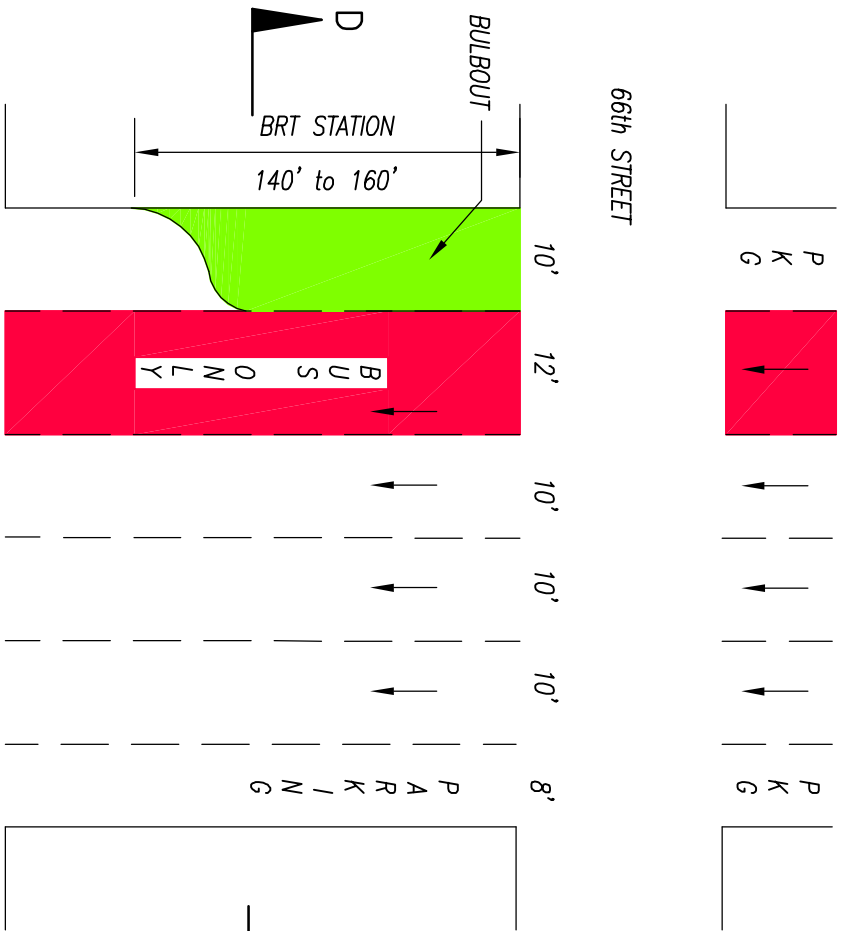 D
BULBOUT
66th STREET
BRT STATION
140' to 160'
10'
PKG
12'
BUS ONLY
10'
10'
10'
PARKING
8'
PKG